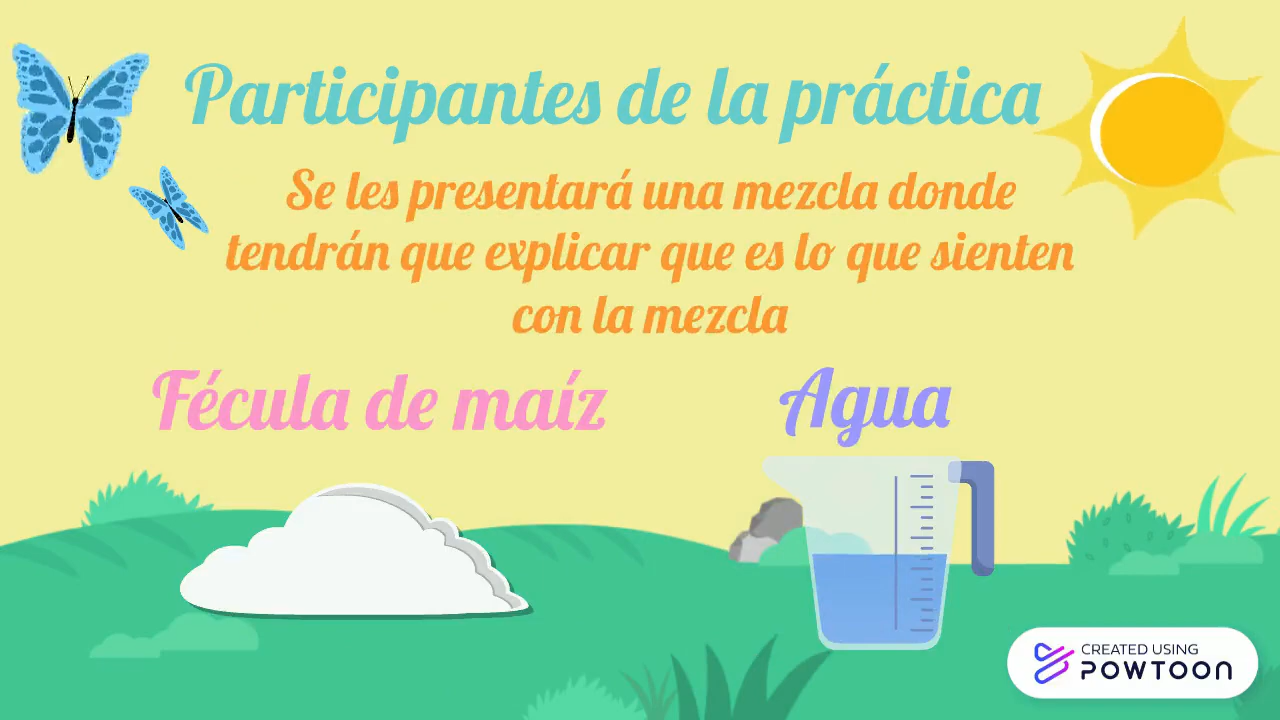 Participantes de la práctica
Se les presentará una mezcla donde
tendrán que explicar que es lo que sienten
con la mezcla
Fécula de maíz
Agua
CREATED USING
POWTOON